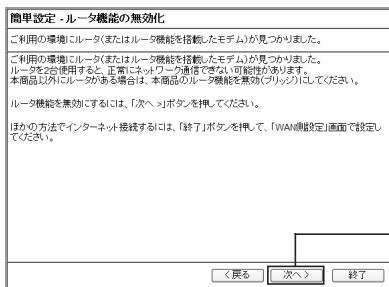 簡単設定 - ルータ機能の無効化
ご利用の環境にルータ(またはルータ機能を搭載したモデム)が見つかりました。
ご利用の環境にルータ(またはルータ機能を搭載したモデム)が見つかりました。
ルータを2台使用すると、正常にネットワーク通信できない可能性があります。
本商品以外にルータがある場合は、本商品のルータ機能を無効(ブリッジ)にしてください。
ルータ機能を無効にするには、「次へ >」ボタンを押してください。
ほかの方法でインターネット接続するには、「終了」ボタンを押して、「WAN側設定」画面で設定し
てください。
< 戻る 次へ > 終了